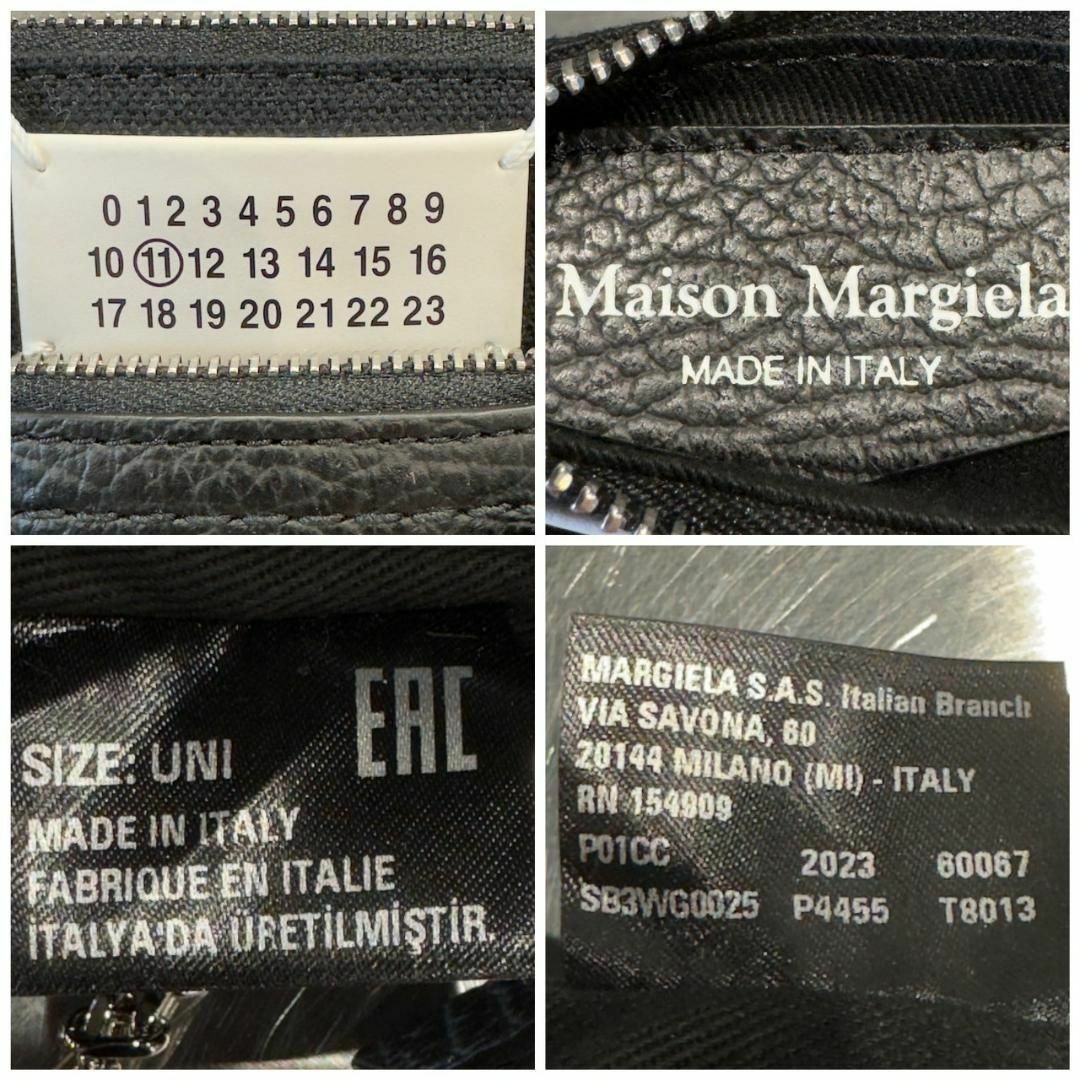 0 1 2 3 4 5 6 7 8 9
10 11 12 13 14 15 16
17 18 19 20 21 22 23
Maison Margiela
MADE IN ITALY
EAC
SIZE: UNI
MADE IN ITALY
FABRIQUE EN ITALIE
İTALYA'DA ÜRETİLMİŞTİR.
MARGIELA S.A.S. Italian Branch
VIA SAVONA, 60
20144 MILANO (MI) - ITALY
RN 154909
P01CC 2023 60067
SB3WG0025 P4455 T8013